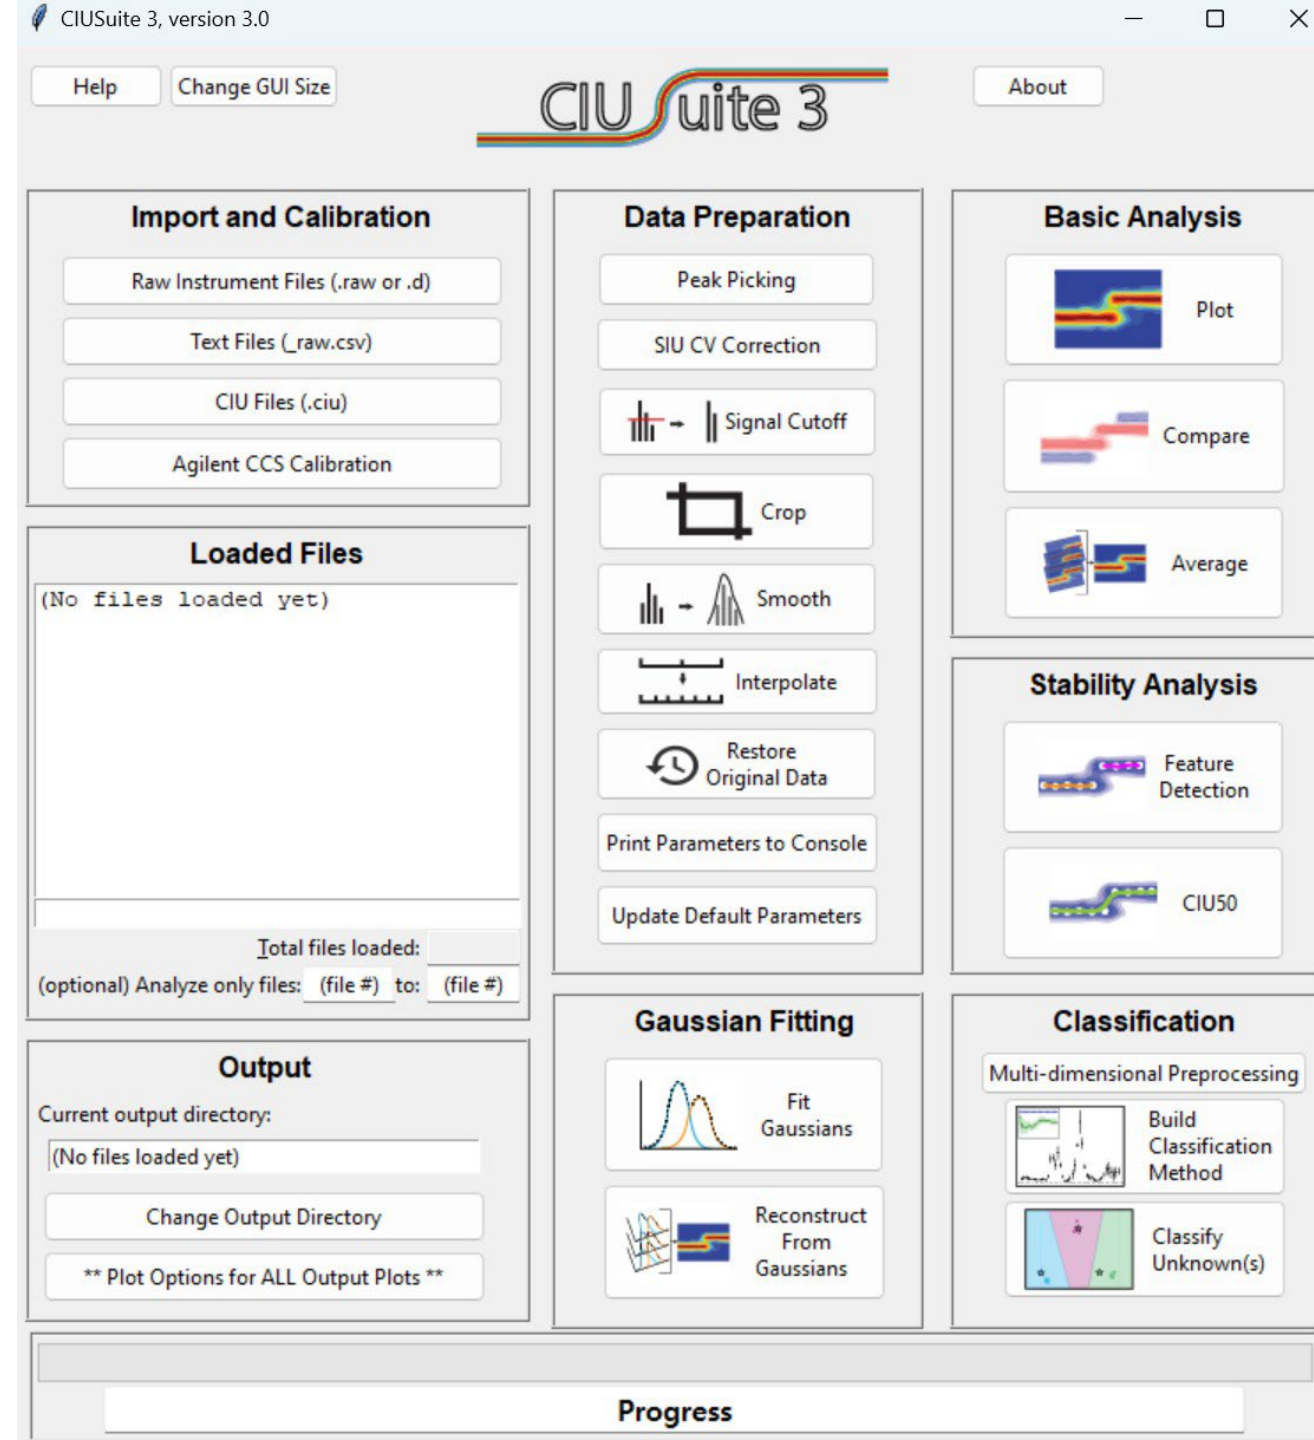 CIUSuite 3, version 3.0
Help
Change GUI Size
CIUSuite 3
About
Import and Calibration
Raw Instrument Files (.raw or .d)
Text Files (_raw.csv)
CIU Files (.ciu)
Agilent CCS Calibration
Loaded Files
(No files loaded yet)
Total files loaded:
(optional) Analyze only files: (file #) to: (file #)
Output
Current output directory:
(No files loaded yet)
Change Output Directory
** Plot Options for ALL Output Plots **
Data Preparation
Peak Picking
SIU CV Correction
Signal Cutoff
Crop
Smooth
Interpolate
Restore
Original Data
Print Parameters to Console
Update Default Parameters
Gaussian Fitting
Fit
Gaussians
Reconstruct
From
Gaussians
Basic Analysis
Plot
Compare
Average
Stability Analysis
Feature
Detection
CIU50
Classification
Multi-dimensional Preprocessing
Build
Classification
Method
Classify
Unknown(s)
Progress